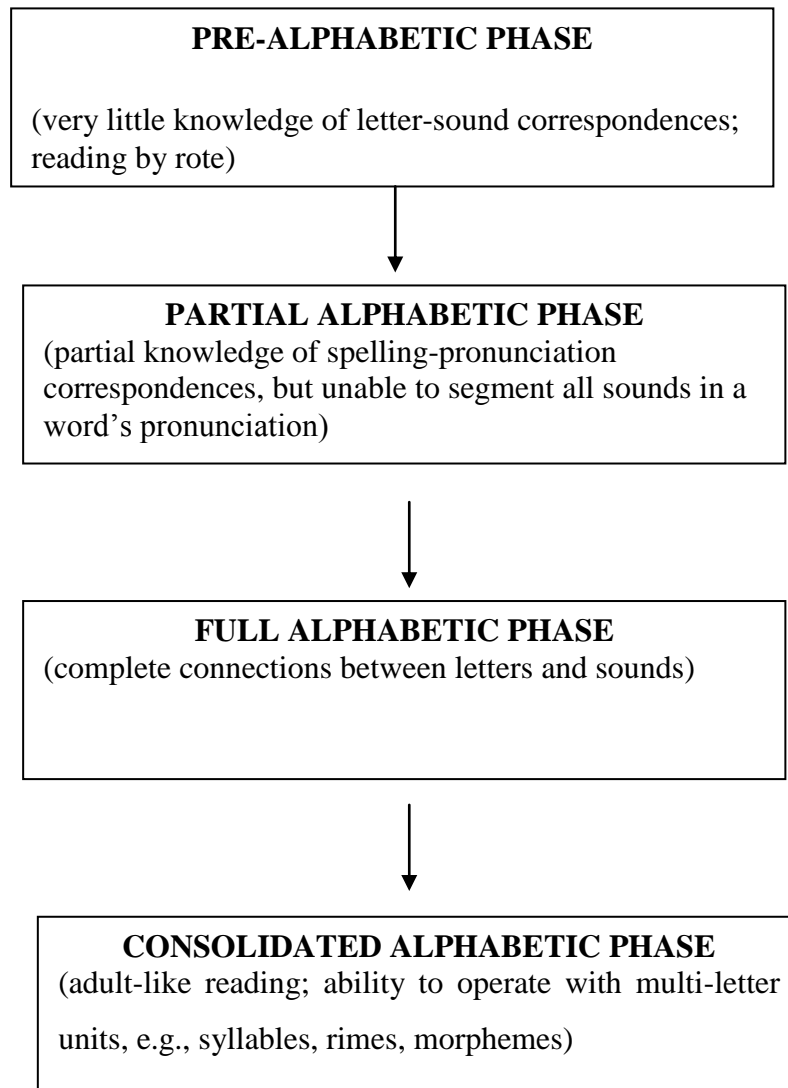 PRE-ALPHABETIC PHASE
(very little knowledge of letter-sound correspondences;
reading by rote)
PARTIAL ALPHABETIC PHASE
(partial knowledge of spelling-pronunciation
correspondences, but unable to segment all sounds in a
word’s pronunciation)
FULL ALPHABETIC PHASE
(complete connections between letters and sounds)
CONSOLIDATED ALPHABETIC PHASE
(adult-like reading; ability to operate with multi-letter
units, e.g., syllables, rimes, morphemes)